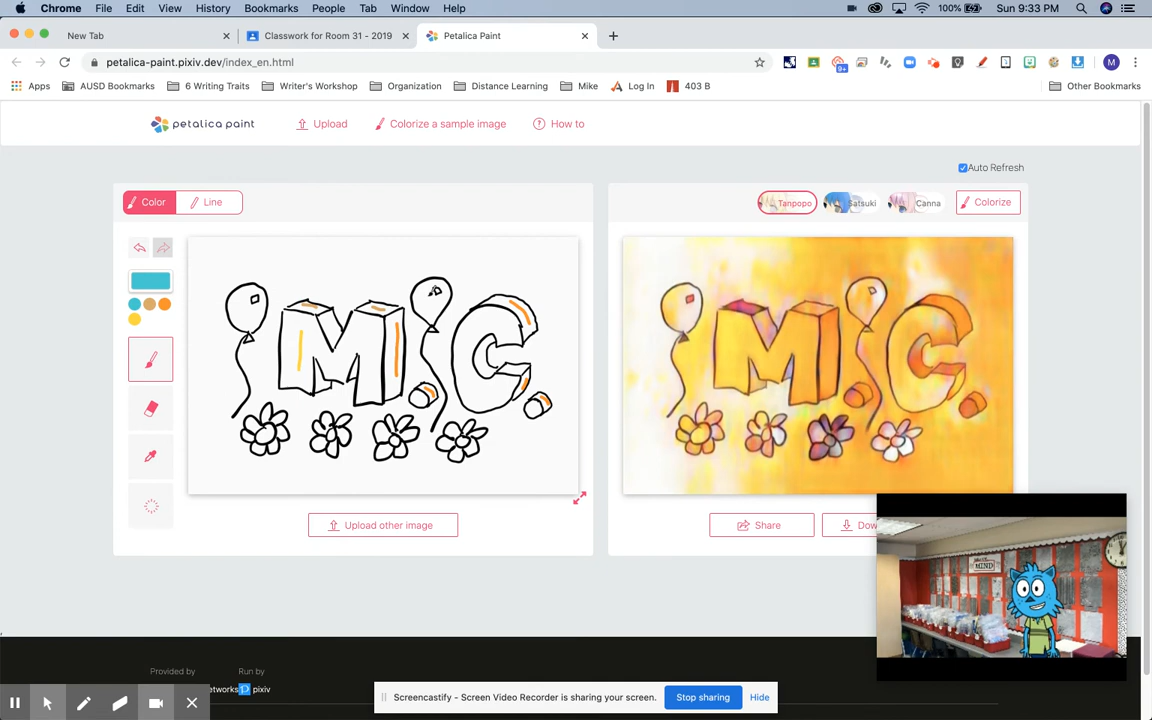 Chrome File Edit View History Bookmarks People Tab Window Help 100% Sun 9:33 PM
New Tab Classwork for Room 31 - 2019 Petalica Paint
petalica-paint.pixiv.dev/index_en.html 9+ M
Apps AUSD Bookmarks 6 Writing Traits Writer's Workshop Organization Distance Learning Mike Log In 403 B Other Bookmarks
petalica paint Upload Colorize a sample image How to
Auto Refresh
Color Line Tanpopo Satsuki Canna Colorize
M. C.
M. C.
Upload other image Share Dow
MIND
Provided by Run by
etworks pixiv
Screencastify - Screen Video Recorder is sharing your screen. Stop sharing Hide